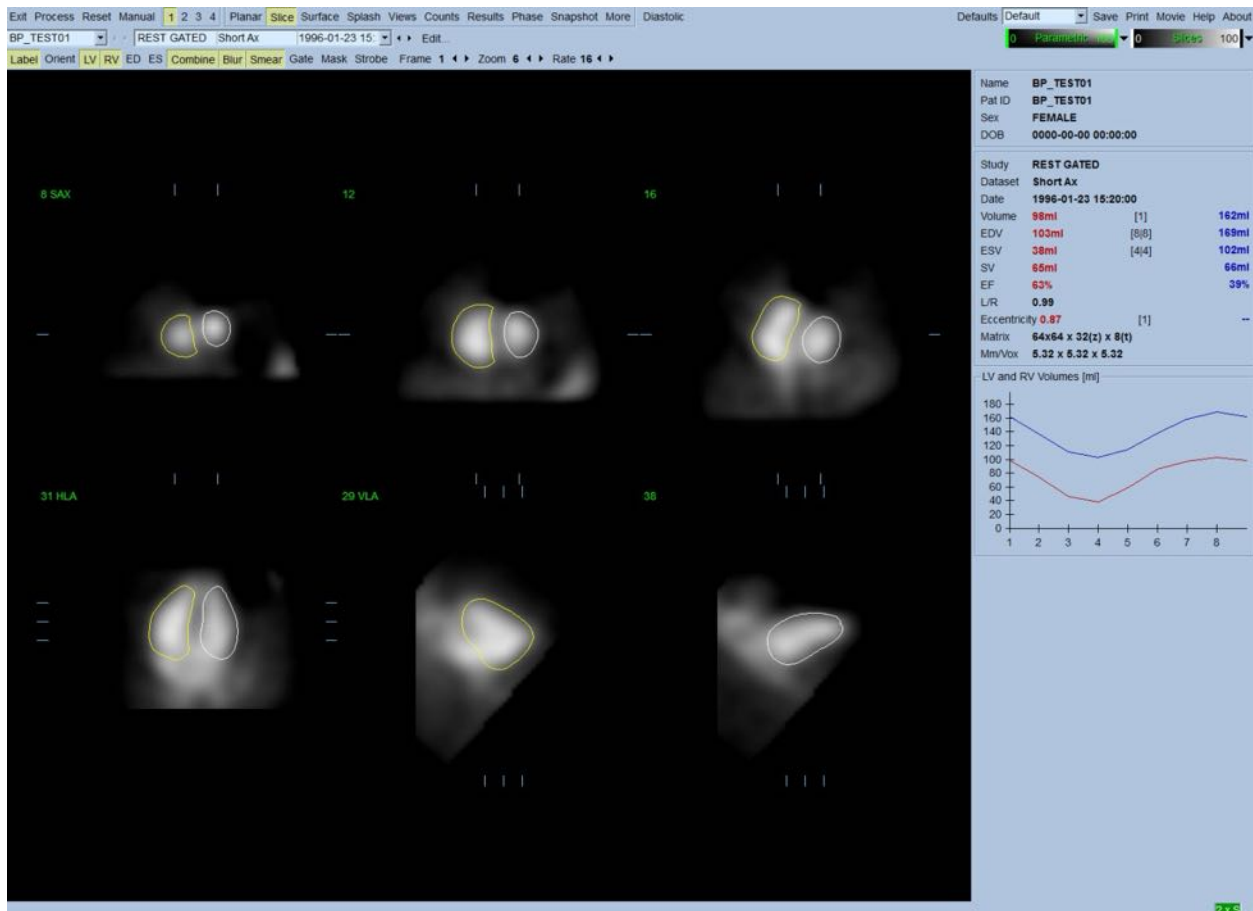 Exit Process Reset Manual 1 2 3 4 Planar Slice Surface Splash Views Counts Results Phase Snapshot More Diastolic Defaults Default Save Print Movie Help About
BP_TEST01 REST GATED Short Ax 1996-01-23 15: Edit... 0 Parametric 100 0 Slices 100
Label Orient LV RV ED ES Combine Blur Smear Gate Mask Strobe Frame 1 Zoom 6 Rate 16
8 SAX 12 16
31 HLA 29 VLA 38
Name BP_TEST01
Pat ID BP_TEST01
Sex FEMALE
DOB 0000-00-00 00:00:00
Study REST GATED
Dataset Short Ax
Date 1996-01-23 15:20:00
Volume 98ml [1] 162ml
EDV 103ml [8|8] 169ml
ESV 38ml [4|4] 102ml
SV 65ml 66ml
EF 63% 39%
L/R 0.99
Eccentricity 0.87 [1] --
Matrix 64x64 x 32(z) x 8(t)
Mm/Vox 5.32 x 5.32 x 5.32
LV and RV Volumes [ml]
180
160
140
120
100
80
60
40
20
0
1 2 3 4 5 6 7 8